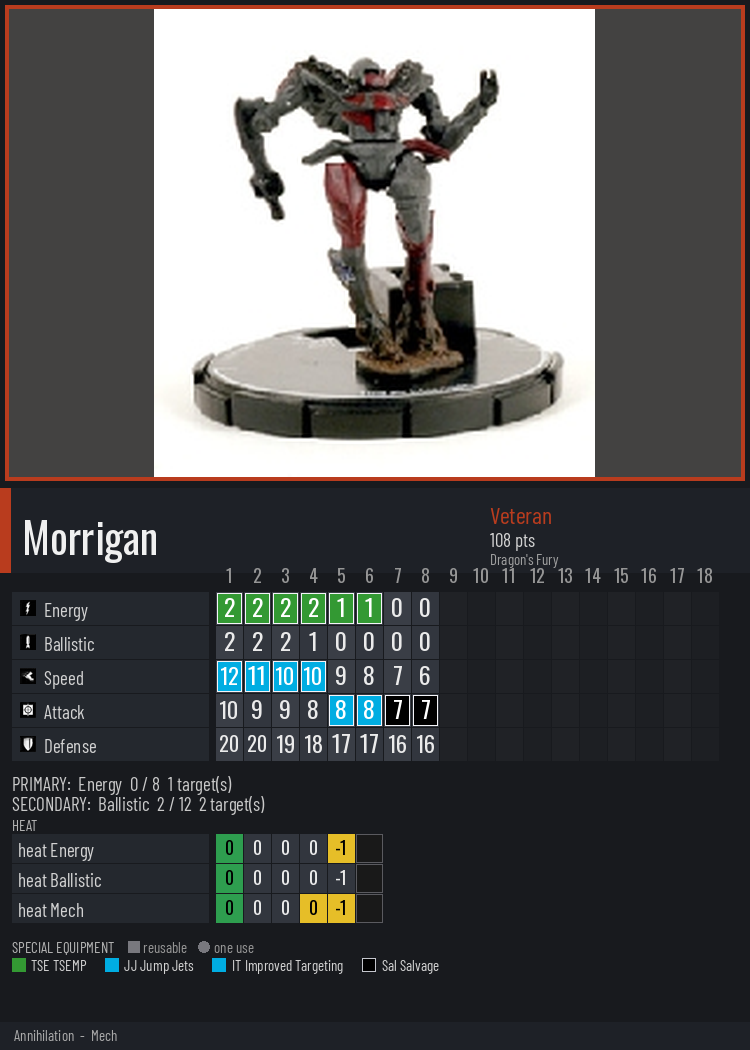 Morrigan
Veteran
108 pts
Dragon's Fury
1 2 3 4 5 6 7 8 9 10 11 12 13 14 15 16 17 18
Energy 2 2 2 2 1 1 0 0
Ballistic 2 2 2 1 0 0 0 0
Speed 12 11 10 10 9 8 7 6
Attack 10 9 9 8 8 8 7 7
Defense 20 20 19 18 17 17 16 16
PRIMARY: Energy 0 / 8 1 target(s)
SECONDARY: Ballistic 2 / 12 2 target(s)
HEAT
heat Energy 0 0 0 0 -1
heat Ballistic 0 0 0 0 -1
heat Mech 0 0 0 0 -1
SPECIAL EQUIPMENT reusable one use
TSE TSEMP JJ Jump Jets IT Improved Targeting Sal Salvage
Annihilation - Mech